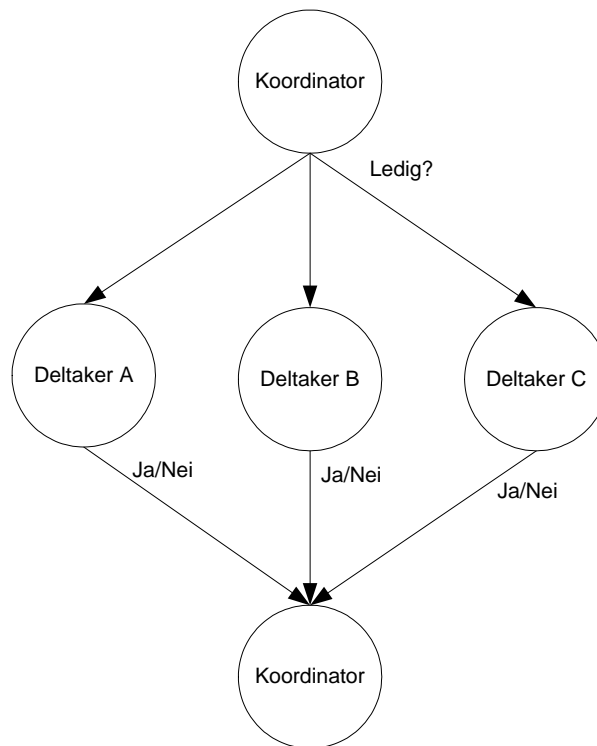 Koordinator
Ledig?
Deltaker A
Deltaker B
Deltaker C
Ja/Nei
Ja/Nei
Ja/Nei
Koordinator